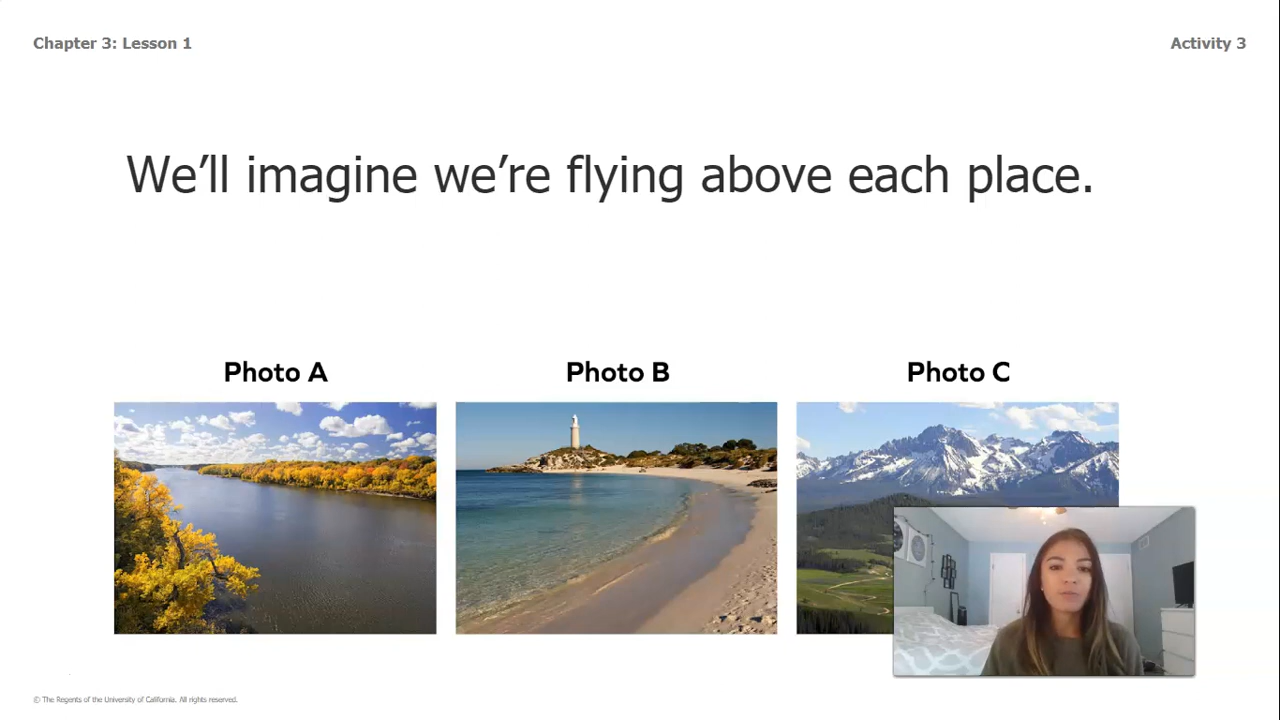 Chapter 3: Lesson 1
Activity 3
We’ll imagine we’re flying above each place.
Photo A
Photo B
Photo C
© The Regents of the University of California. All rights reserved.